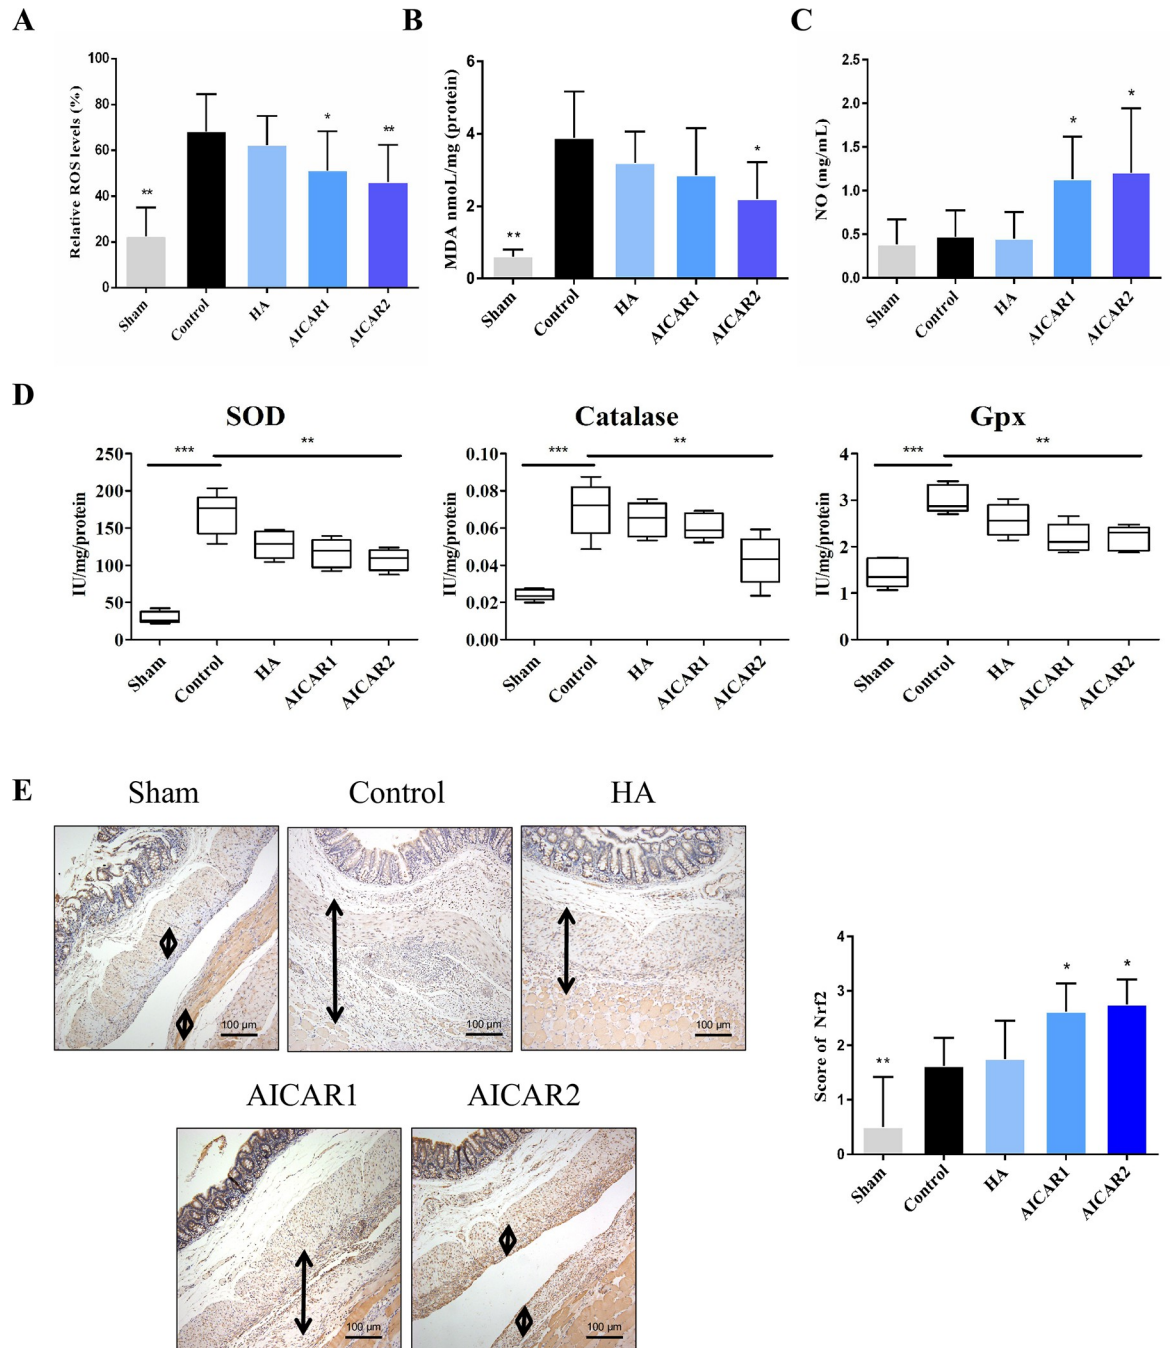 A
Relative ROS levels (%)
100
80
60
40
20
0
**
*
**
Sham
Control
HA
AICAR1
AICAR2
B
MDA nmoL/mg (protein)
6
4
2
0
**
*
Sham
Control
HA
AICAR1
AICAR2
C
NO (mg/mL)
2.5
2.0
1.5
1.0
0.5
0.0
*
*
Sham
Control
HA
AICAR1
AICAR2
D
SOD
IU/mg/protein
250
200
150
100
50
0
***
**
Sham
Control
HA
AICAR1
AICAR2
Catalase
IU/mg/protein
0.10
0.08
0.06
0.04
0.02
0.00
***
**
Sham
Control
HA
AICAR1
AICAR2
Gpx
IU/mg/protein
4
3
2
1
0
***
**
Sham
Control
HA
AICAR1
AICAR2
E
Sham
100 µm
Control
100 µm
HA
100 µm
AICAR1
100 µm
AICAR2
100 µm
Score of Nrf2
4
3
2
1
0
**
*
*
Sham
Control
HA
AICAR1
AICAR2